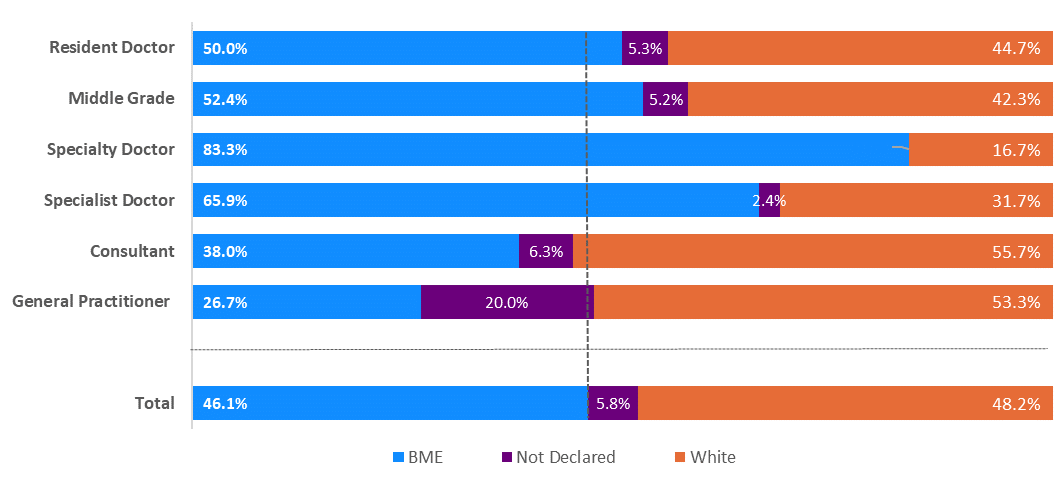 Resident Doctor 50.0% 5.3% 44.7%
Middle Grade 52.4% 5.2% 42.3%
Specialty Doctor 83.3% 16.7%
Specialist Doctor 65.9% 2.4% 31.7%
Consultant 38.0% 6.3% 55.7%
General Practitioner 26.7% 20.0% 53.3%
Total 46.1% 5.8% 48.2%
BME Not Declared White